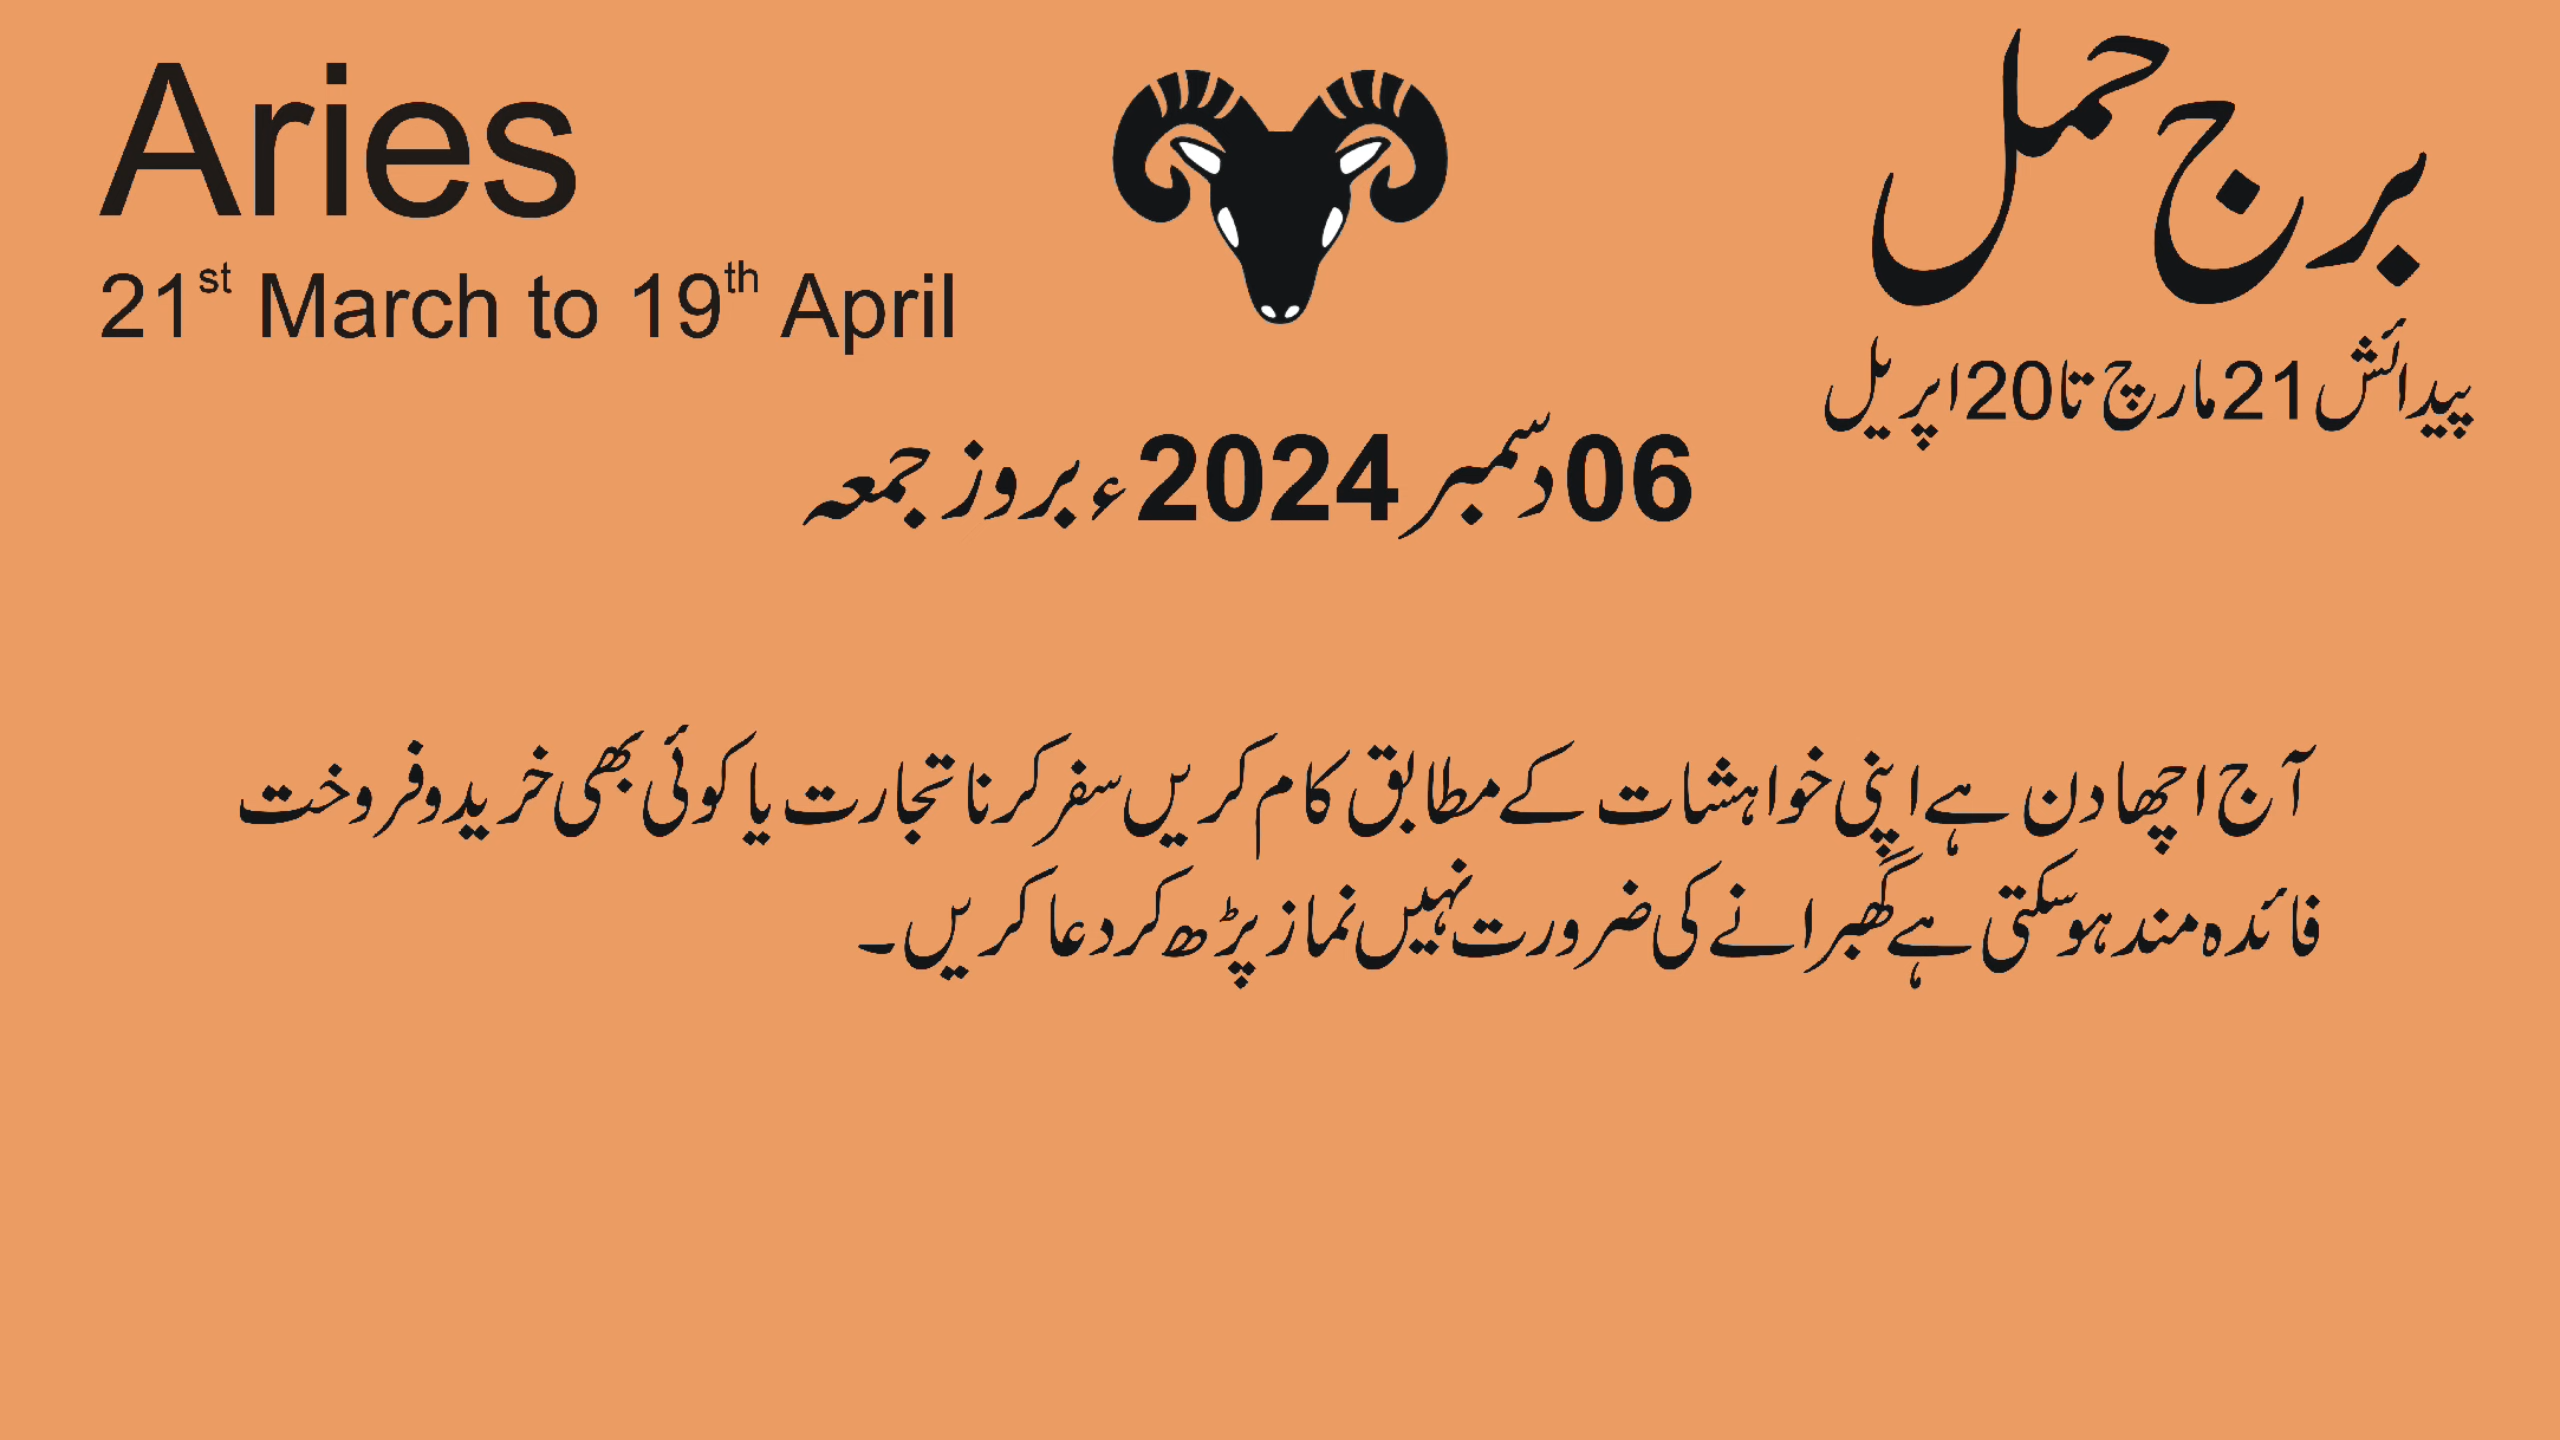 Aries
21st March to 19th April
برج حمل
پیدائش 21 مارچ تا 20 اپریل
06 دسمبر 2024ء بروز جمعہ
آج اچھا دن ہے اپنی خواہشات کے مطابق کام کریں سفر کرنا تجارت یا کوئی بھی خرید و فروخت
فائدہ مند ہو سکتی ہے گھبرانے کی ضرورت نہیں نماز پڑھ کر دعا کریں۔